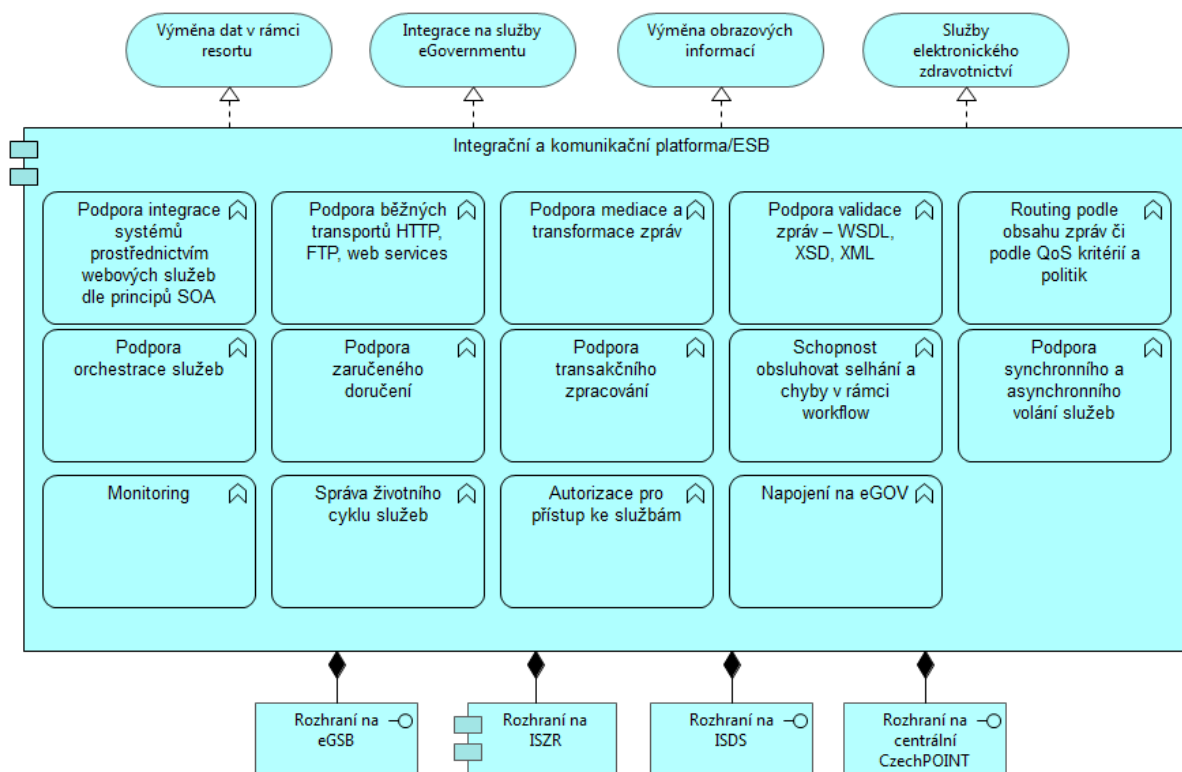 Výměna dat v rámci
resortu
Integrace na služby
eGovernmentu
Výměna obrazových
informací
Služby
elektronického
zdravotnictví
Integrační a komunikační platforma/ESB
Podpora integrace
systémů
prostřednictvím
webových služeb
dle principů SOA
Podpora běžných
transportů HTTP,
FTP, web services
Podpora mediace a
transformace zpráv
Podpora validace
zpráv – WSDL,
XSD, XML
Routing podle
obsahu zpráv či
podle QoS kritérií a
politik
Podpora
orchestrace služeb
Podpora
zaručeného
doručení
Podpora
transakčního
zpracování
Schopnost
obsluhovat selhání a
chyby v rámci
workflow
Podpora
synchronního a
asynchronního
volání služeb
Monitoring
Správa životního
cyklu služeb
Autorizace pro
přístup ke službám
Napojení na eGOV
Rozhraní na
eGSB
Rozhraní na
ISZR
Rozhraní na
ISDS
Rozhraní na
centrální
CzechPOINT